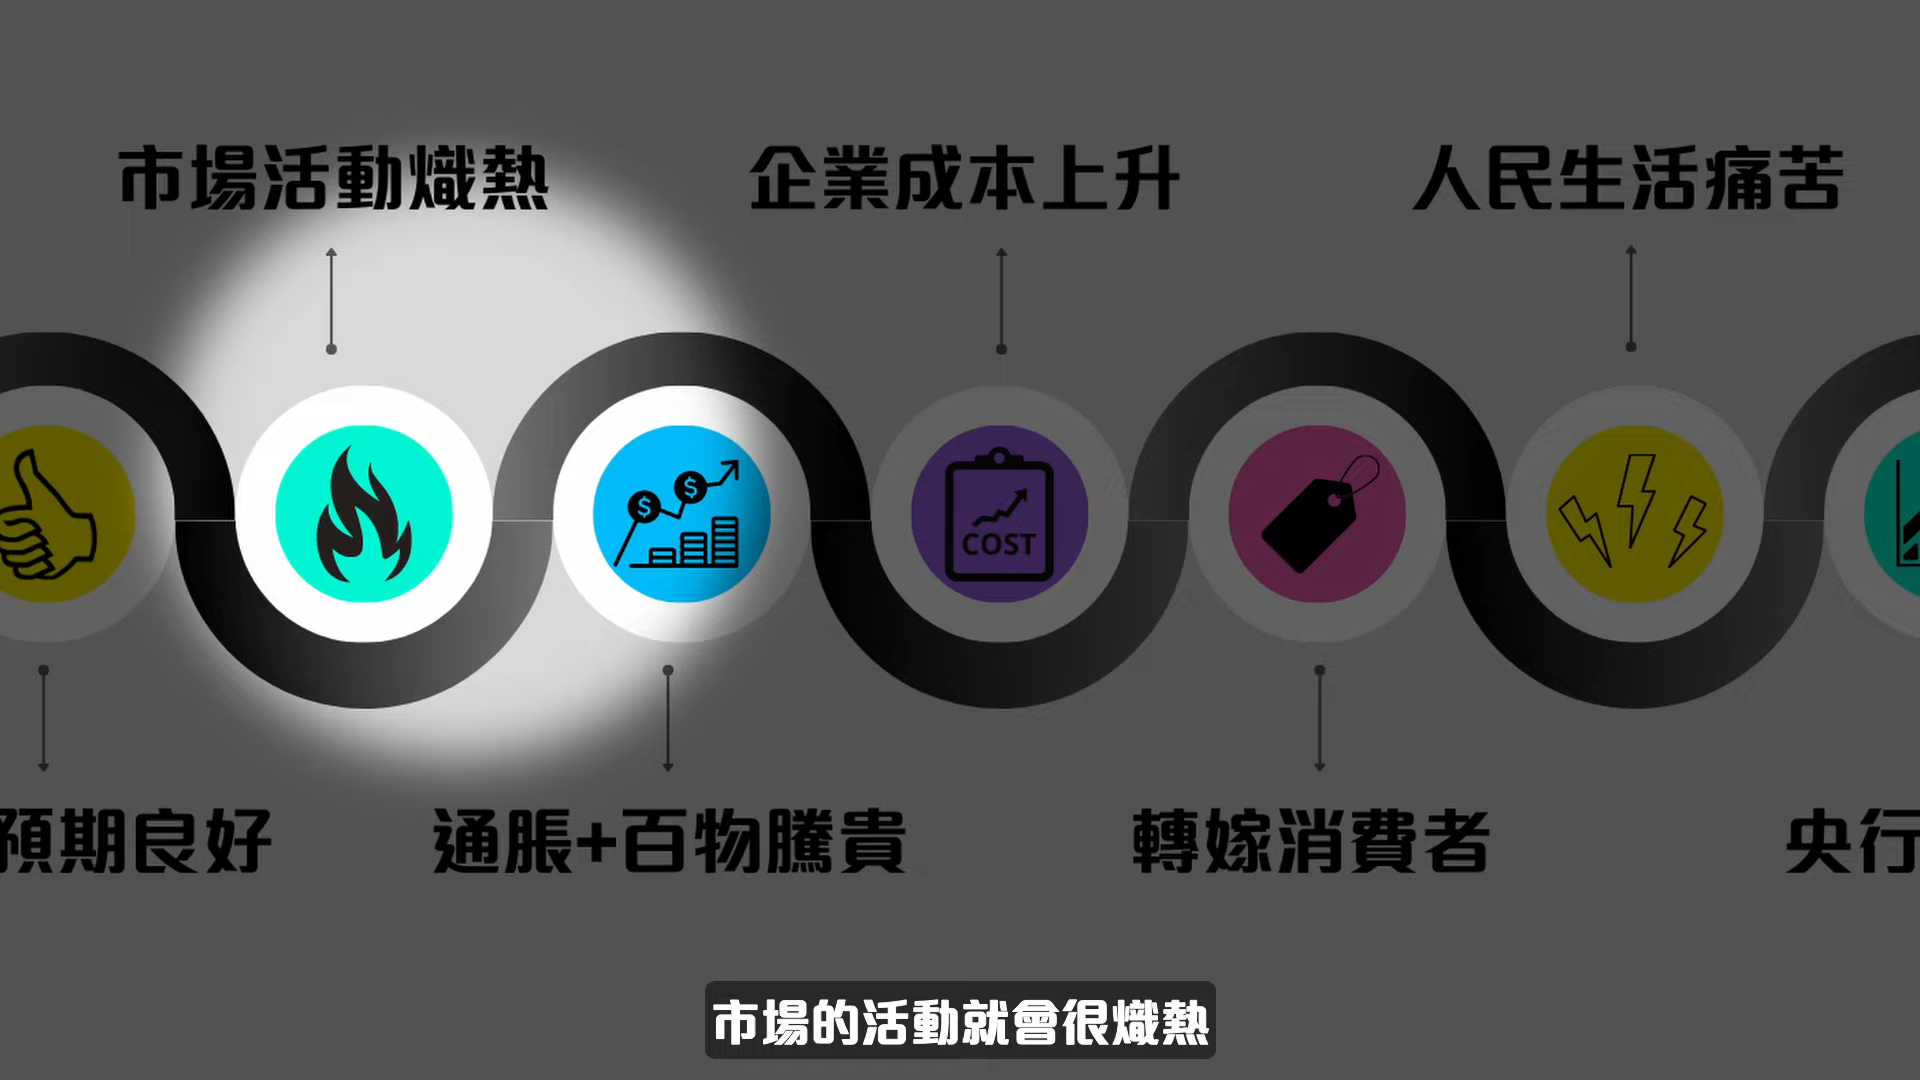 市場活動熾熱
企業成本上升
人民生活痛苦
$ $
COST
預期良好
通脹+百物騰貴
轉嫁消費者
央行
市場的活動就會很熾熱